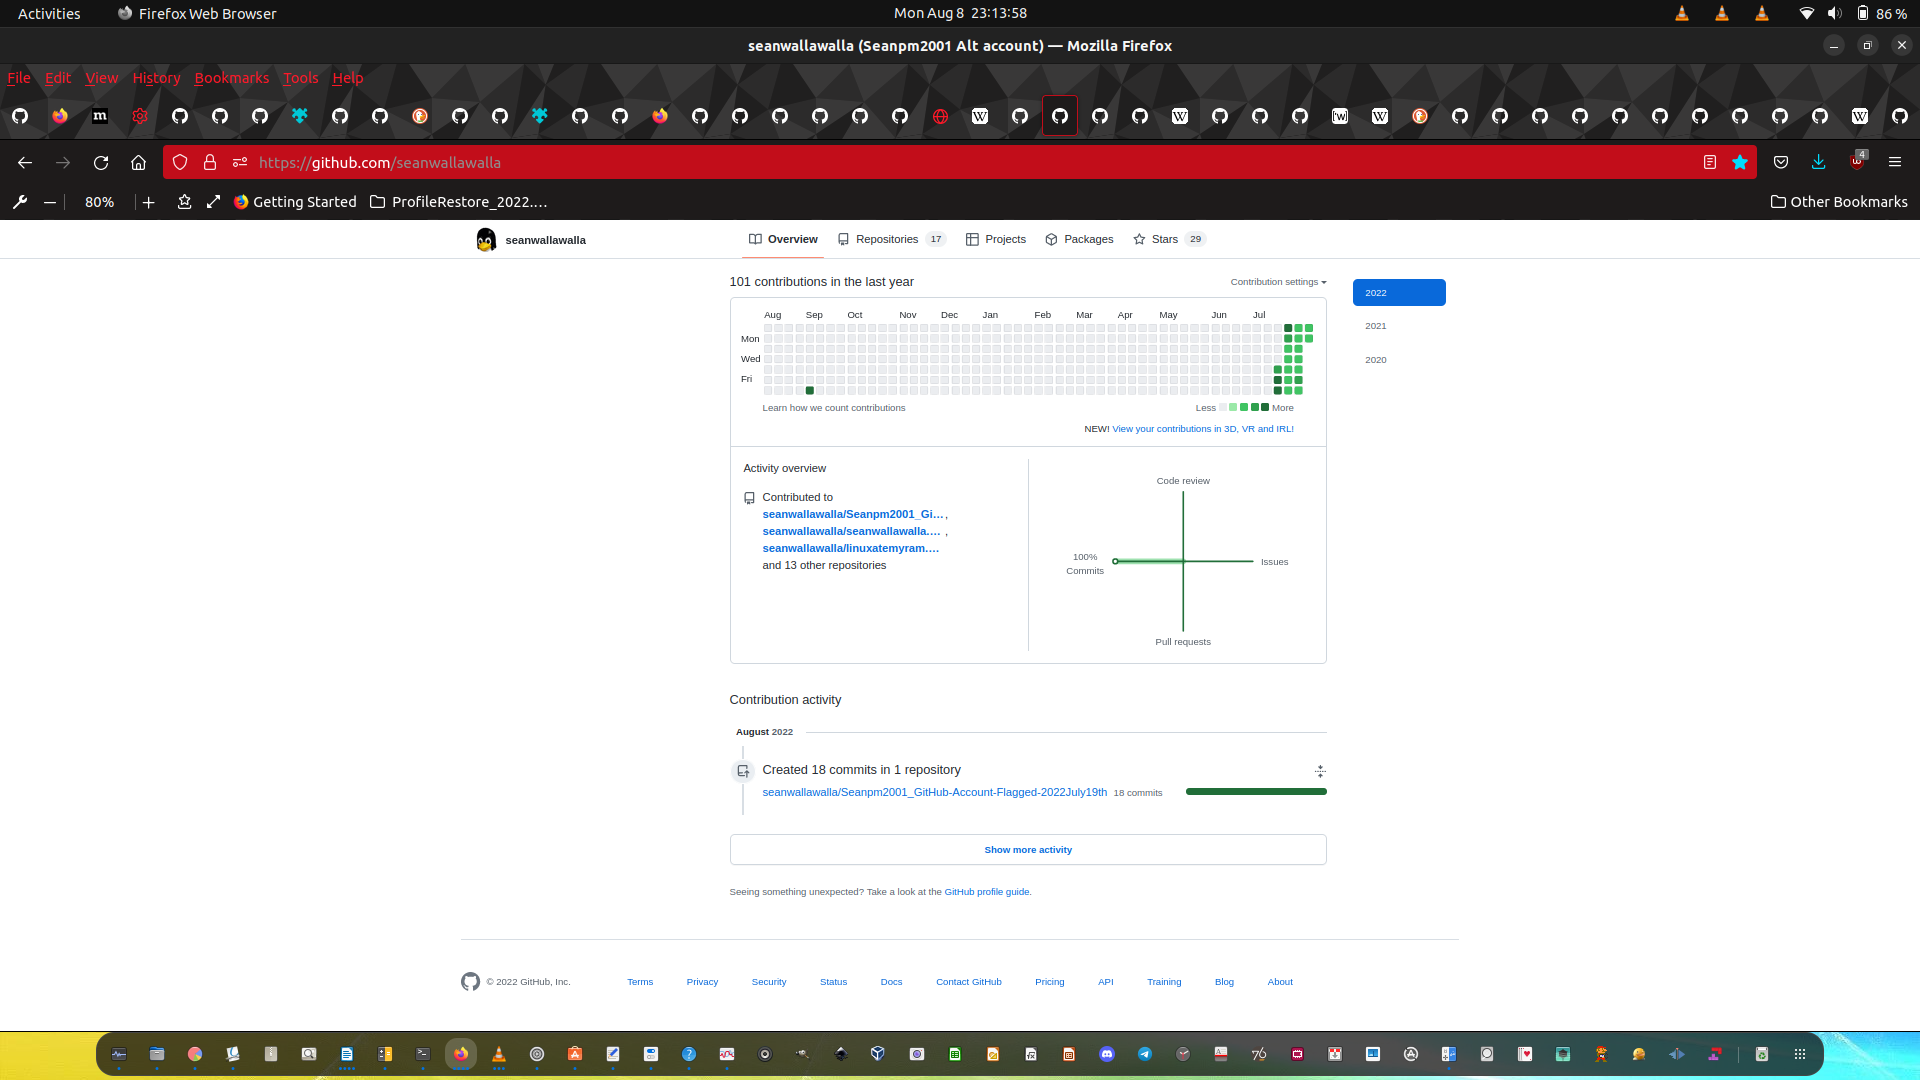 Activities
Firefox Web Browser
Mon Aug 8 23:13:58
86 %
seanwallawalla (Seanpm2001 Alt account) — Mozilla Firefox
File Edit View History Bookmarks Tools Help
https://github.com/seanwallawalla
4
80%
Getting Started
ProfileRestore_2022.…
Other Bookmarks
seanwallawalla
Overview
Repositories 17
Projects
Packages
Stars 29
101 contributions in the last year
Contribution settings
2022
2021
2020
Aug Sep Oct Nov Dec Jan Feb Mar Apr May Jun Jul
Mon
Wed
Fri
Learn how we count contributions
Less
More
NEW! View your contributions in 3D, VR and IRL!
Activity overview
Contributed to
seanwallawalla/Seanpm2001_Gi… ,
seanwallawalla/seanwallawalla.… ,
seanwallawalla/linuxatemyram.…
and 13 other repositories
Code review
100%
Commits
Issues
Pull requests
Contribution activity
August 2022
Created 18 commits in 1 repository
seanwallawalla/Seanpm2001_GitHub-Account-Flagged-2022July19th 18 commits
Show more activity
Seeing something unexpected? Take a look at the GitHub profile guide.
© 2022 GitHub, Inc.
Terms
Privacy
Security
Status
Docs
Contact GitHub
Pricing
API
Training
Blog
About